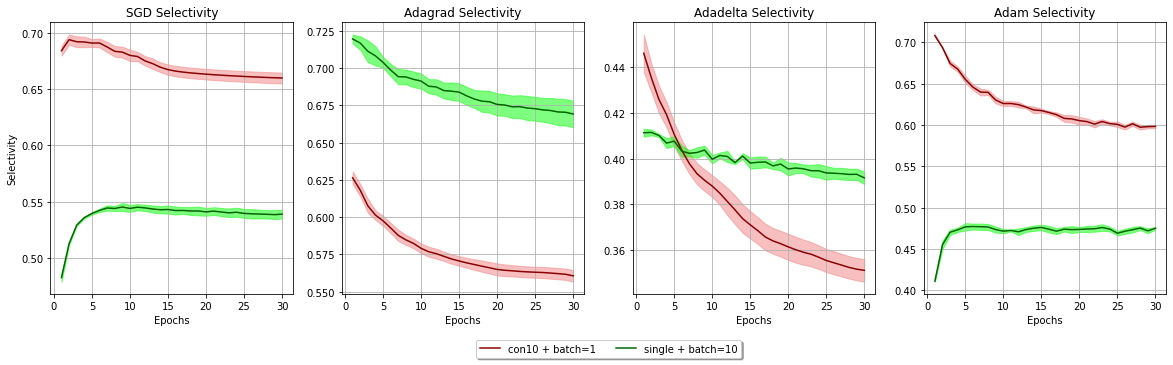 SGD Selectivity
Adagrad Selectivity
Adadelta Selectivity
Adam Selectivity
Selectivity
0.70
0.65
0.60
0.55
0.50
0 5 10 15 20 25 30
Epochs
0.725
0.700
0.675
0.650
0.625
0.600
0.575
0.550
0 5 10 15 20 25 30
Epochs
0.44
0.42
0.40
0.38
0.36
0 5 10 15 20 25 30
Epochs
0.70
0.65
0.60
0.55
0.50
0.45
0.40
0 5 10 15 20 25 30
Epochs
con10 + batch=1
single + batch=10